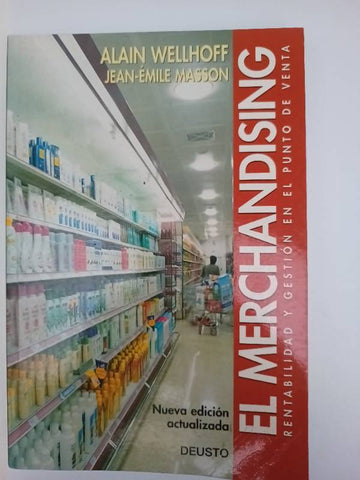 ALAIN WELLHOFF
JEAN-ÉMILE MASSON
EL MERCHANDISING
RENTABILIDAD Y GESTIÓN EN EL PUNTO DE VENTA
Nueva edición
actualizada
DEUSTO